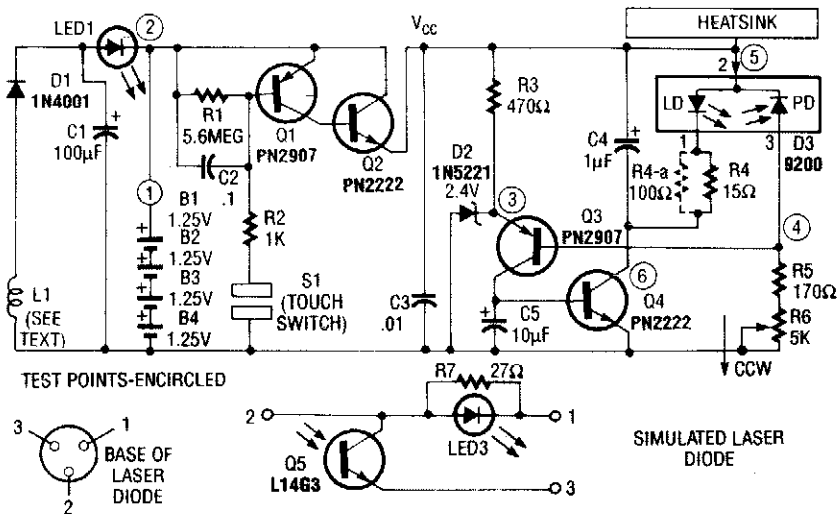 LED1
2
D1
1N4001
C1
100µF
+
1
B1
1.25V
B2
1.25V
B3
1.25V
B4
1.25V
+
+
+
+
L1
(SEE
TEXT)
R1
5.6MEG
C2
.1
R2
1K
S1
(TOUCH
SWITCH)
Q1
PN2907
Q2
PN2222
VCC
C3
.01
R3
470Ω
D2
1N5221
2.4V
3
Q3
PN2907
C4
1µF
+
C5
10µF
+
6
Q4
PN2222
HEATSINK
5
2
LD
PD
1
3
D3
9200
R4-a
100Ω
R4
15Ω
4
R5
170Ω
R6
5K
CCW
TEST POINTS-ENCIRCLED
3
1
2
BASE OF
LASER
DIODE
R7
27Ω
2
1
3
LED3
Q5
L14G3
SIMULATED LASER
DIODE